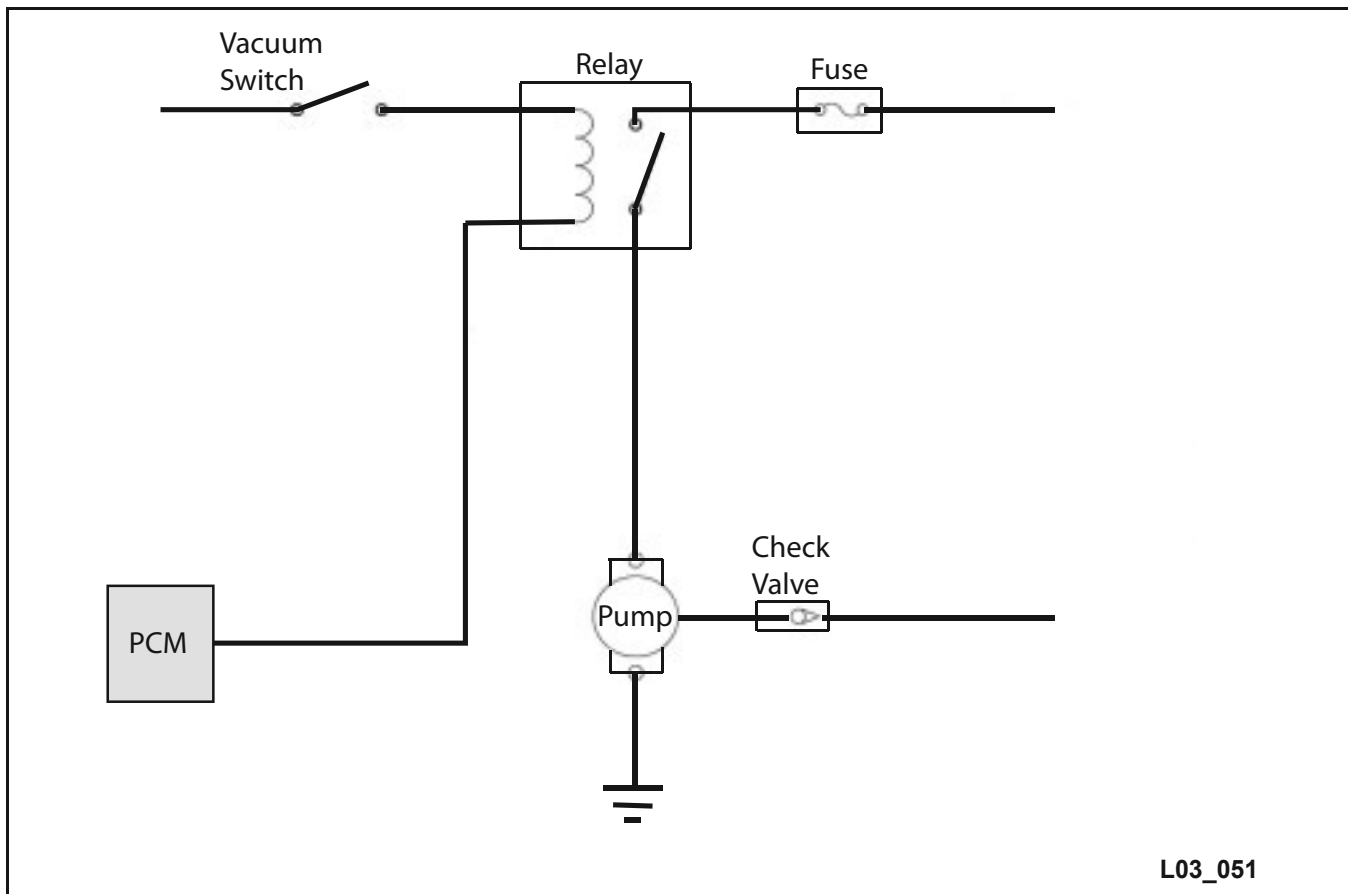 Vacuum
Switch
Relay
Fuse
Check
Valve
Pump
PCM
L03_051